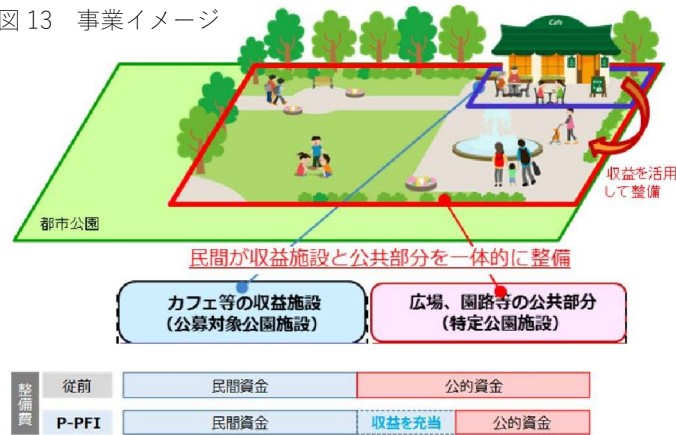 図 13　事業イメージ
Cafe
収益を活用
して整備
都市公園
民間が収益施設と公共部分を一体的に整備
カフェ等の収益施設
（公募対象公園施設）
広場、園路等の公共部分
（特定公園施設）
整備費
従前
民間資金
公的資金
P-PFI
民間資金
収益を充当
公的資金